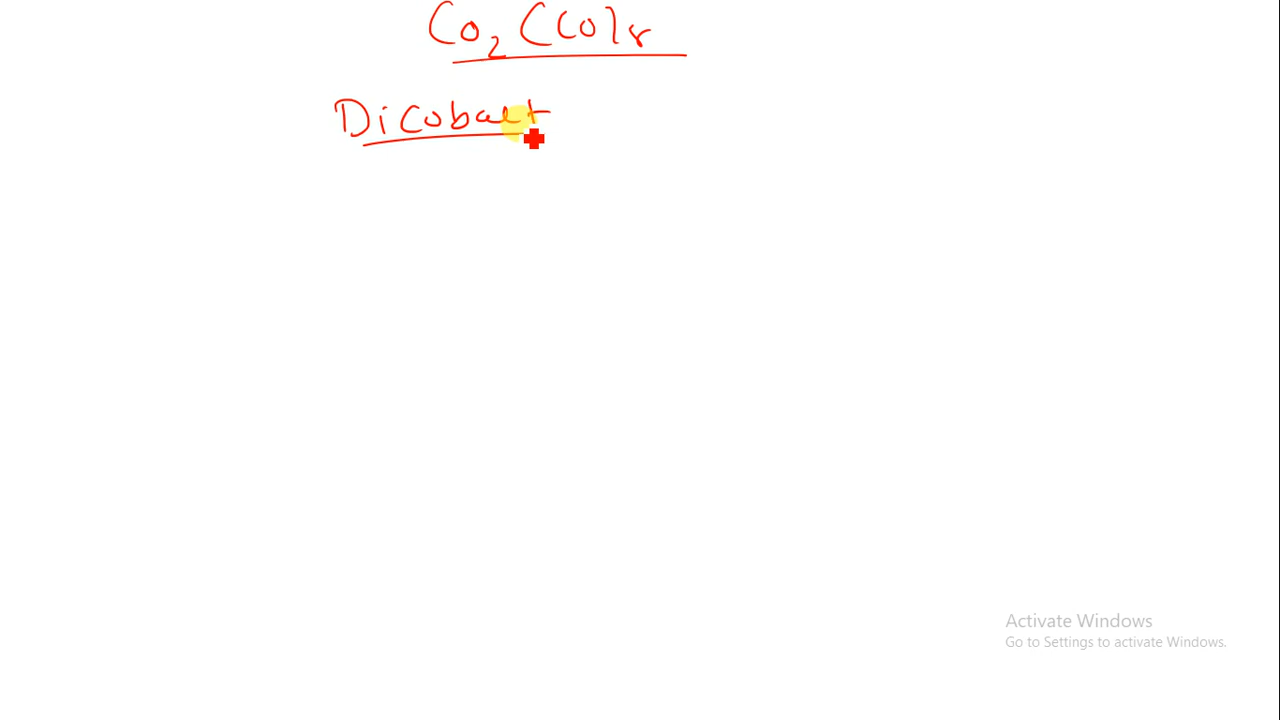 Co₂(CO)₈
Dicobalt
Activate Windows
Go to Settings to activate Windows.